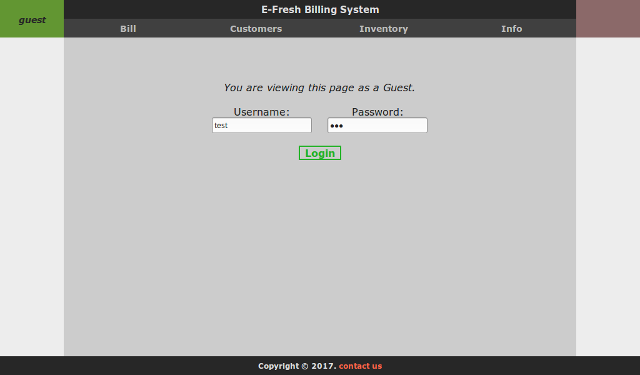 guest
E-Fresh Billing System
Bill Customers Inventory Info
You are viewing this page as a Guest.
Username: Password:
test •••
Login
Copyright © 2017. contact us